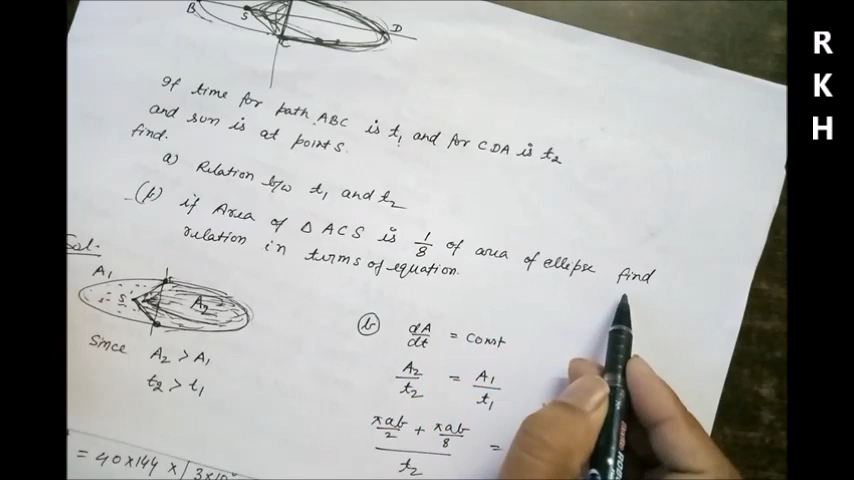 B
S
C
D
If time for path ABC is t1 and for CDA is t2
and sun is at point S.
find.
a) Relation b/w t1 and t2
(b) if Area of Δ ACS is 1/8 of area of ellipse find
relation in terms of equation.
Sol.
A1
S
C
A2
Since A2 > A1
t2 > t1
(b) dA/dt = const
A2/t2 = A1/t1
(πab/2 + πab/8)/t2 =
= 40×144 ×
R
K
H